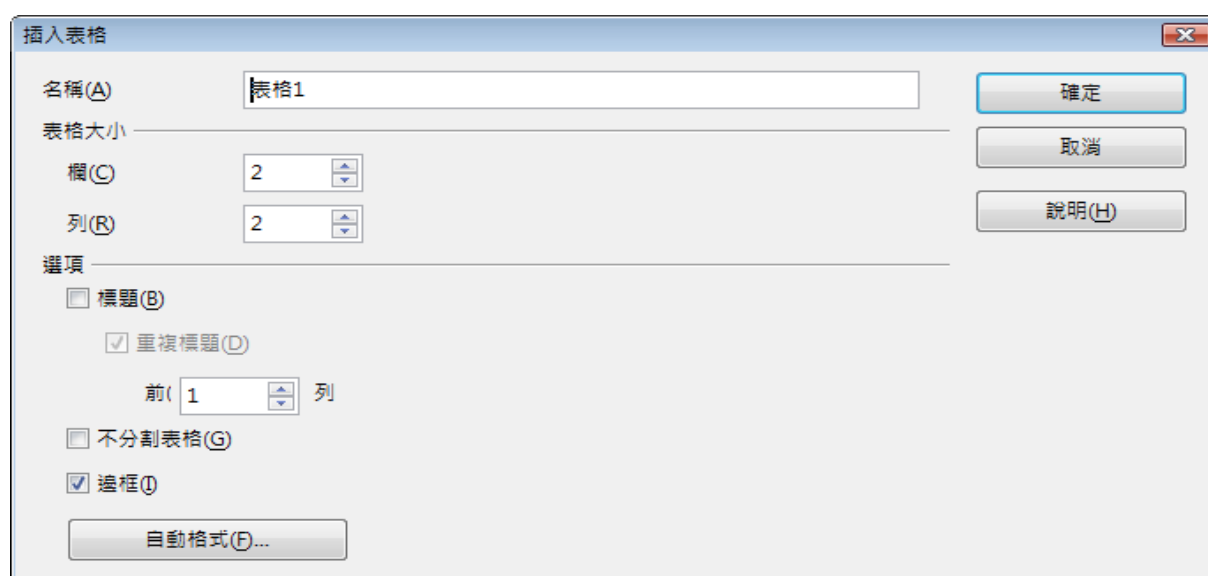 插入表格
名稱(A)
表格1
確定
表格大小
取消
欄(C)
2
列(R)
2
說明(H)
選項
標題(B)
重複標題(D)
前( 1 列
不分割表格(G)
邊框(I)
自動格式(F)...